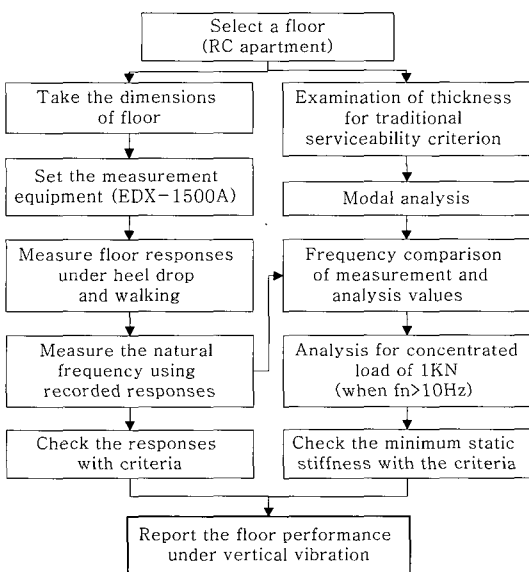 Select a floor
(RC apartment)
Take the dimensions
of floor
Set the measurement
equipment (EDX-1500A)
Measure floor responses
under heel drop
and walking
Measure the natural
frequency using
recorded responses
Check the responses
with criteria
Examination of thickness
for traditional
serviceability criterion
Modal analysis
Frequency comparison
of measurement and
analysis values
Analysis for concentrated
load of 1KN
(when fn>10Hz)
Check the minimum static
stiffness with the criteria
Report the floor performance
under vertical vibration